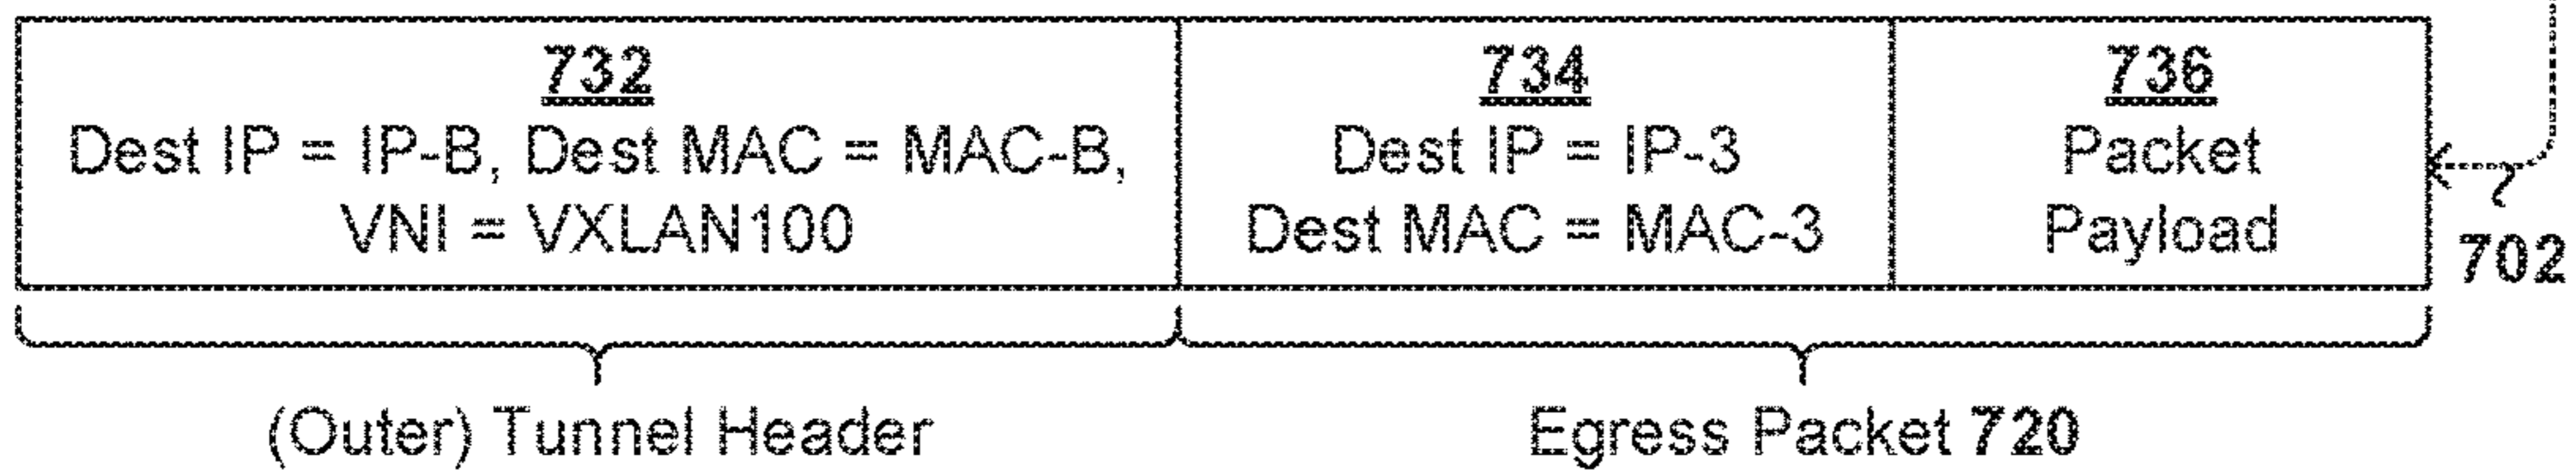 732
Dest IP = IP-B, Dest MAC = MAC-B,
VNI = VXLAN100
734
Dest IP = IP-3
Dest MAC = MAC-3
736
Packet
Payload
702
(Outer) Tunnel Header
Egress Packet 720